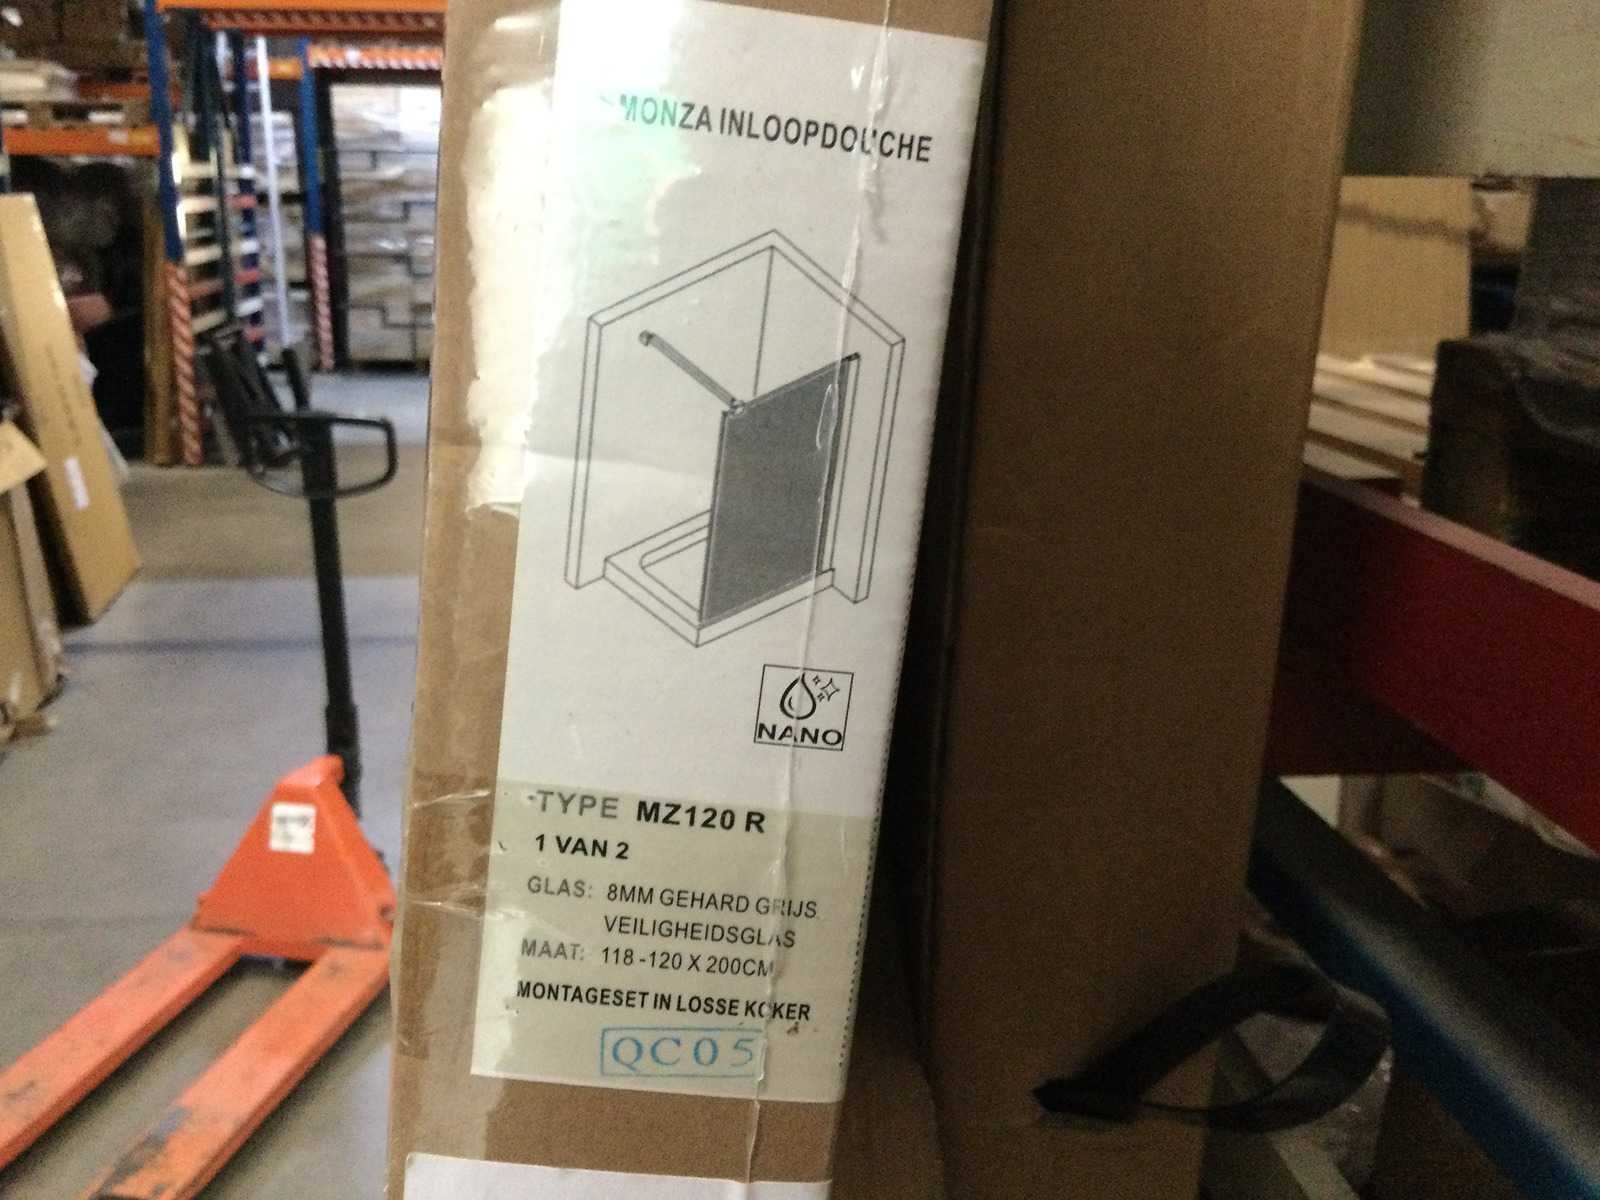 MONZA INLOOPDOUCHE
NANO
TYPE MZ120 R
1 VAN 2
GLAS: 8MM GEHARD GRIJS
VEILIGHEIDSGLAS
MAAT: 118-120 X 200CM
MONTAGESET IN LOSSE KOKER
QC05